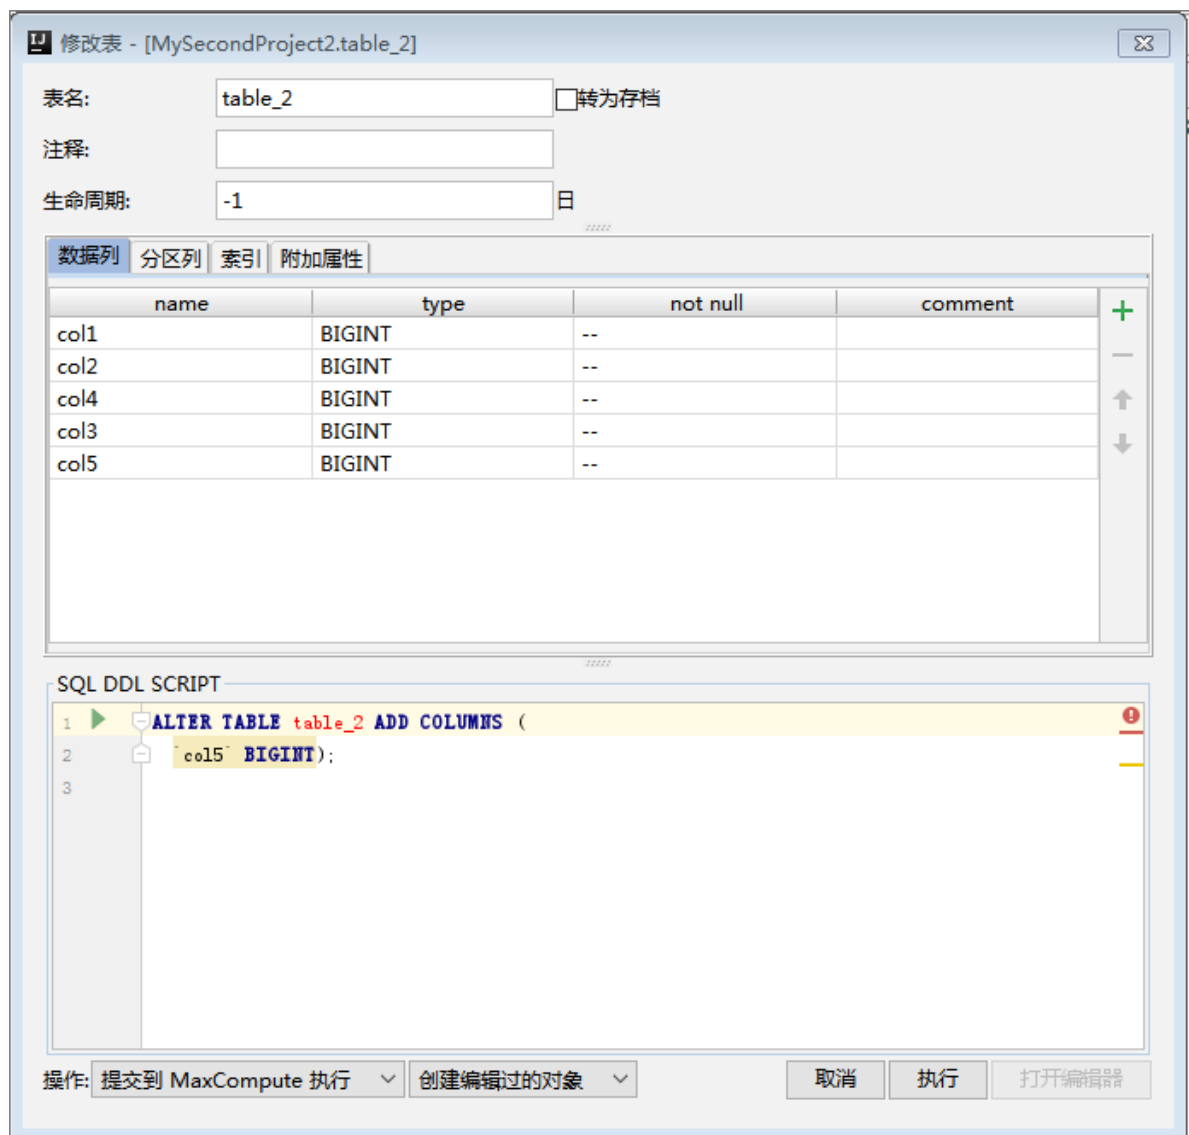 IJ 修改表 - [MySecondProject2.table_2]
表名: table_2 转为存档
注释:
生命周期: -1 日
数据列 分区列 索引 附加属性
name type not null comment
col1 BIGINT --
col2 BIGINT --
col4 BIGINT --
col3 BIGINT --
col5 BIGINT --
SQL DDL SCRIPT
1 ALTER TABLE table_2 ADD COLUMNS (
2 `col5` BIGINT);
3
操作: 提交到 MaxCompute 执行 创建编辑过的对象 取消 执行 打开编辑器